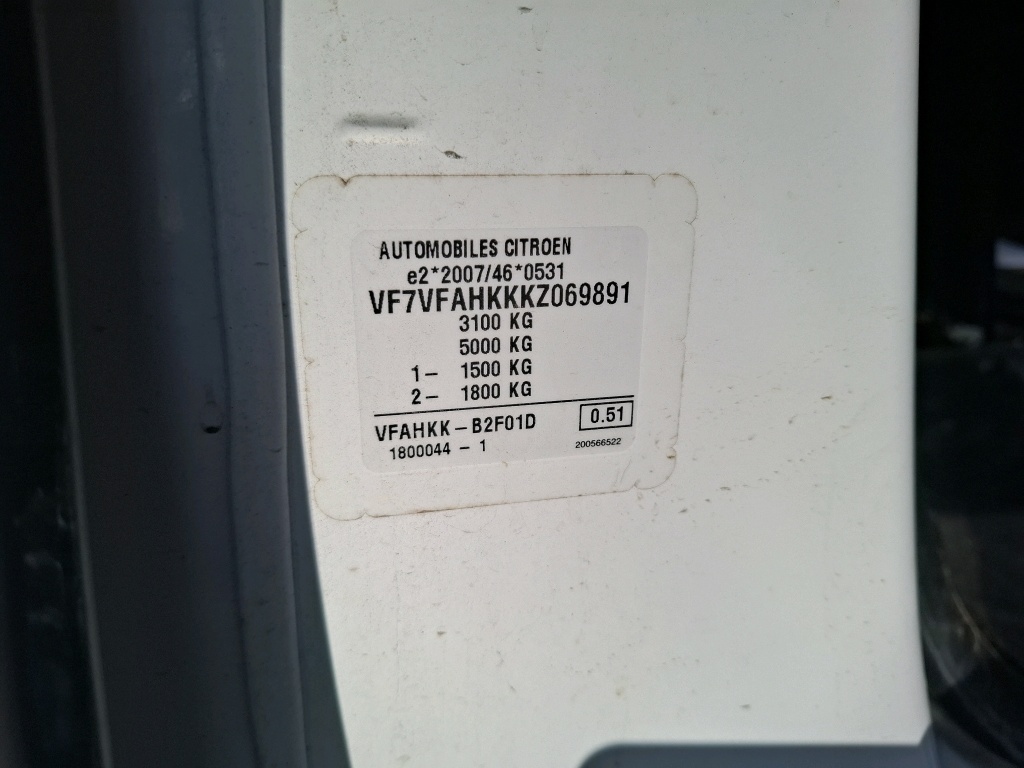 AUTOMOBILES CITROEN
e2*2007/46*0531
VF7VFAHKKKZ069891
3100 KG
5000 KG
1– 1500 KG
2– 1800 KG
VFAHKK – B2F01D 0.51
1800044 – 1 200566522